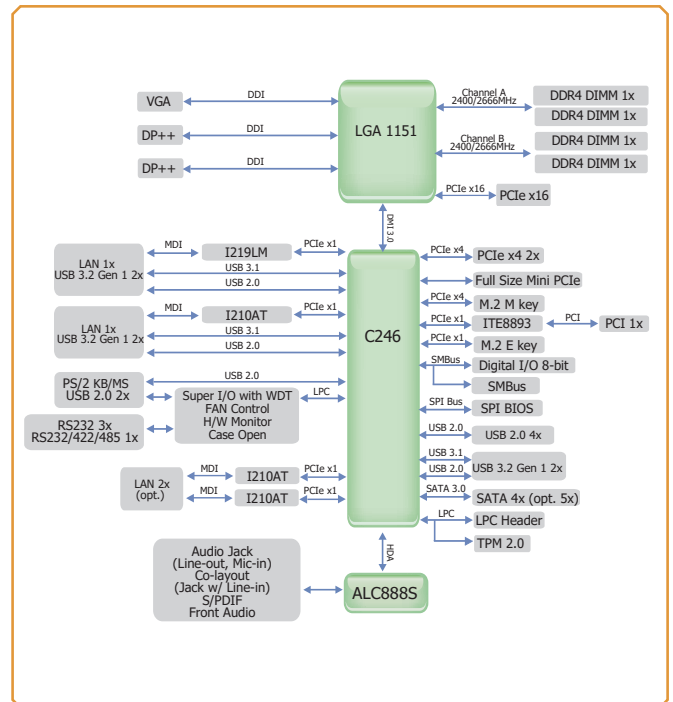 VGA
DDI
DP++
DDI
DP++
DDI
LGA 1151
Channel A
2400/2666MHz
DDR4 DIMM 1x
DDR4 DIMM 1x
Channel B
2400/2666MHz
DDR4 DIMM 1x
DDR4 DIMM 1x
PCIe x16
PCIe x16
DMI 3.0
LAN 1x
USB 3.2 Gen 1 2x
MDI
I219LM
PCIe x1
USB 3.1
USB 2.0
LAN 1x
USB 3.2 Gen 1 2x
MDI
I210AT
PCIe x1
USB 3.1
USB 2.0
PS/2 KB/MS
USB 2.0 2x
USB 2.0
RS232 3x
RS232/422/485 1x
Super I/O with WDT
FAN Control
H/W Monitor
Case Open
LPC
LAN 2x
(opt.)
MDI
I210AT
PCIe x1
MDI
I210AT
PCIe x1
C246
PCIe x4
PCIe x4 2x
Full Size Mini PCIe
PCIe x4
M.2 M key
PCIe x1
ITE8893
PCI
PCI 1x
PCIe x1
M.2 E key
SMBus
Digital I/O 8-bit
SMBus
SPI Bus
SPI BIOS
USB 2.0
USB 2.0 4x
USB 3.1
USB 2.0
USB 3.2 Gen 1 2x
SATA 3.0
SATA 4x (opt. 5x)
LPC
LPC Header
TPM 2.0
HDA
Audio Jack
(Line-out, Mic-in)
Co-layout
(Jack w/ Line-in)
S/PDIF
Front Audio
ALC888S